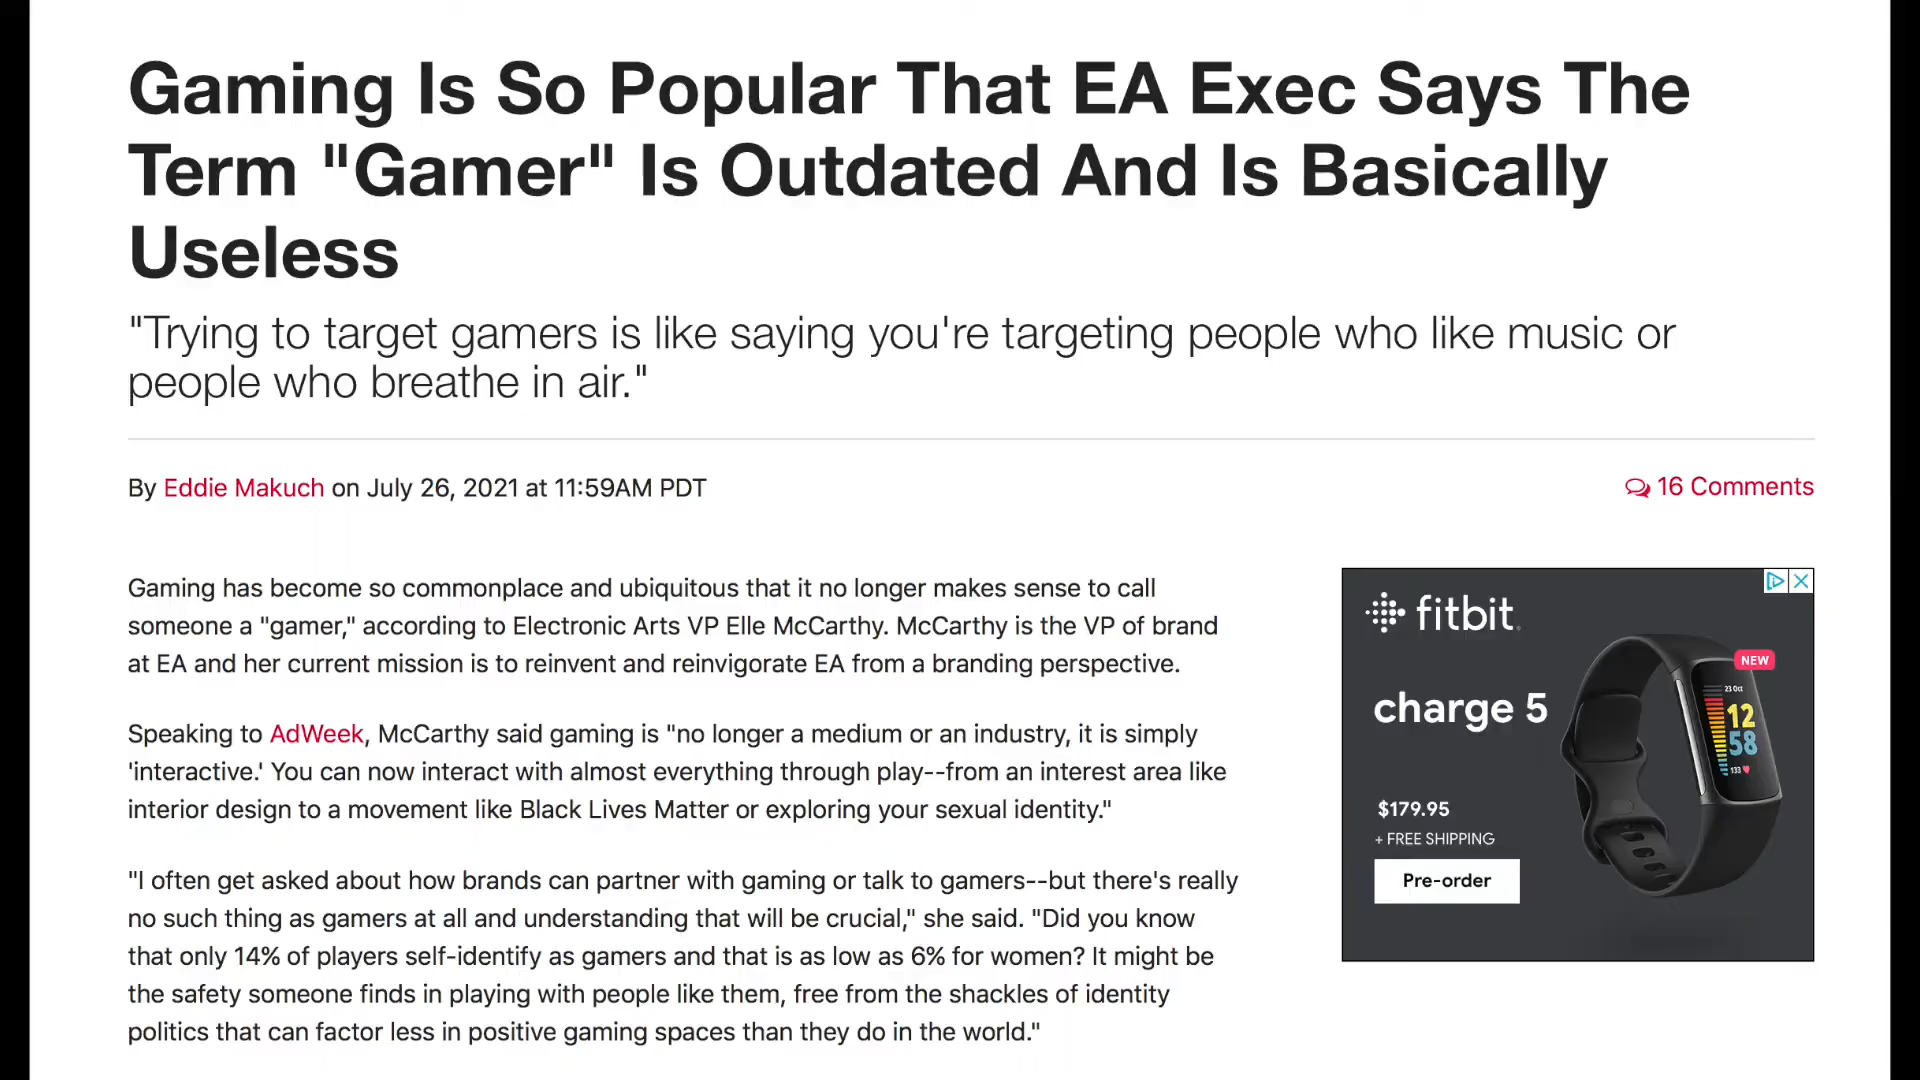 Gaming Is So Popular That EA Exec Says The
Term "Gamer" Is Outdated And Is Basically
Useless
"Trying to target gamers is like saying you're targeting people who like music or
people who breathe in air."
By Eddie Makuch on July 26, 2021 at 11:59AM PDT
16 Comments
Gaming has become so commonplace and ubiquitous that it no longer makes sense to call
someone a "gamer," according to Electronic Arts VP Elle McCarthy. McCarthy is the VP of brand
at EA and her current mission is to reinvent and reinvigorate EA from a branding perspective.
Speaking to AdWeek, McCarthy said gaming is "no longer a medium or an industry, it is simply
'interactive.' You can now interact with almost everything through play--from an interest area like
interior design to a movement like Black Lives Matter or exploring your sexual identity."
"I often get asked about how brands can partner with gaming or talk to gamers--but there's really
no such thing as gamers at all and understanding that will be crucial," she said. "Did you know
that only 14% of players self-identify as gamers and that is as low as 6% for women? It might be
the safety someone finds in playing with people like them, free from the shackles of identity
politics that can factor less in positive gaming spaces than they do in the world."
fitbit
charge 5
$179.95
+ FREE SHIPPING
Pre-order
NEW
23 Oct
12
58
133